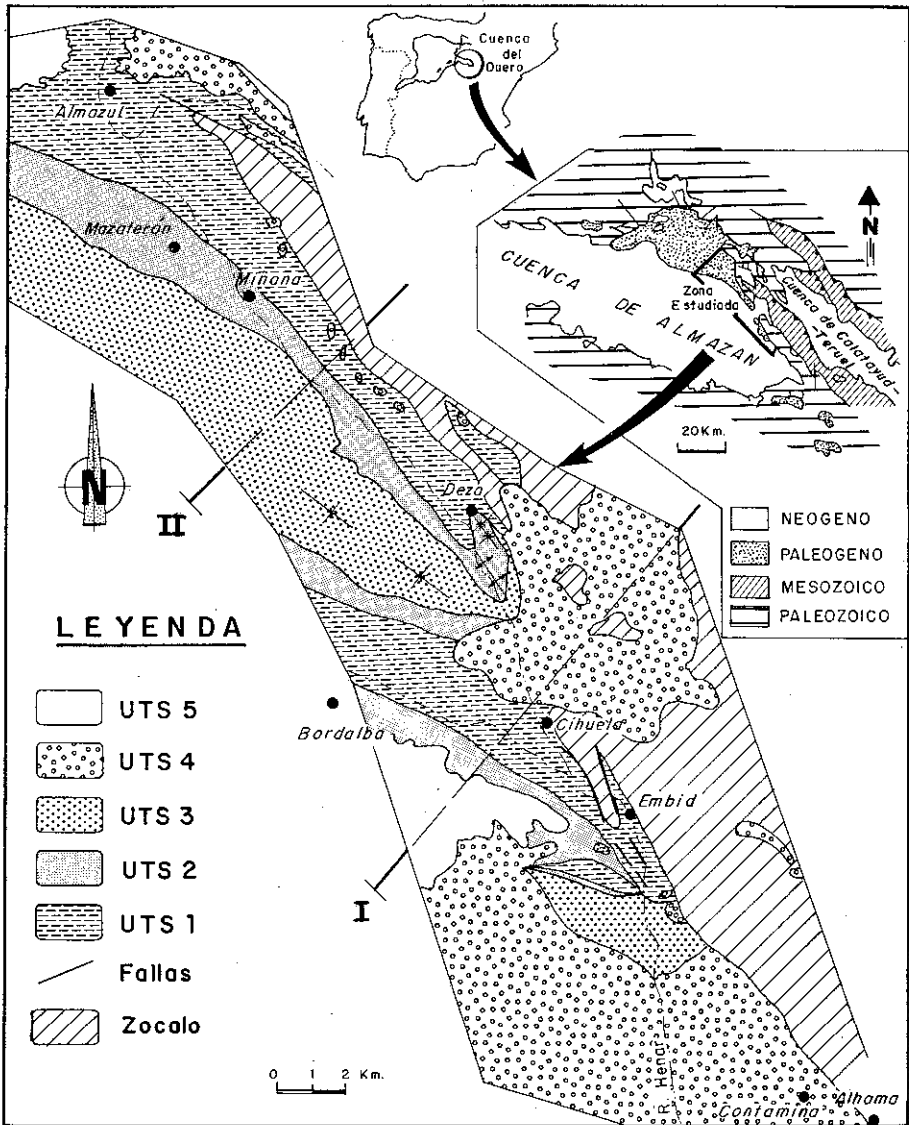 Cuenca
del
Duero
Almazul
Mazaterón
Miñana
N
CUENCA
DE ALMAZAN
Zona
Estudiada
Cuenca de Calatayud-
-Teruel
20 Km.
N
II
Deza
NEOGENO
PALEOGENO
MESOZOICO
PALEOZOICO
LEYENDA
UTS 5
UTS 4
UTS 3
UTS 2
UTS 1
Fallas
Zocalo
Bordalba
Cihuela
Embid
I
0 1 2 Km.
R. Henar
Contamina
Alhama